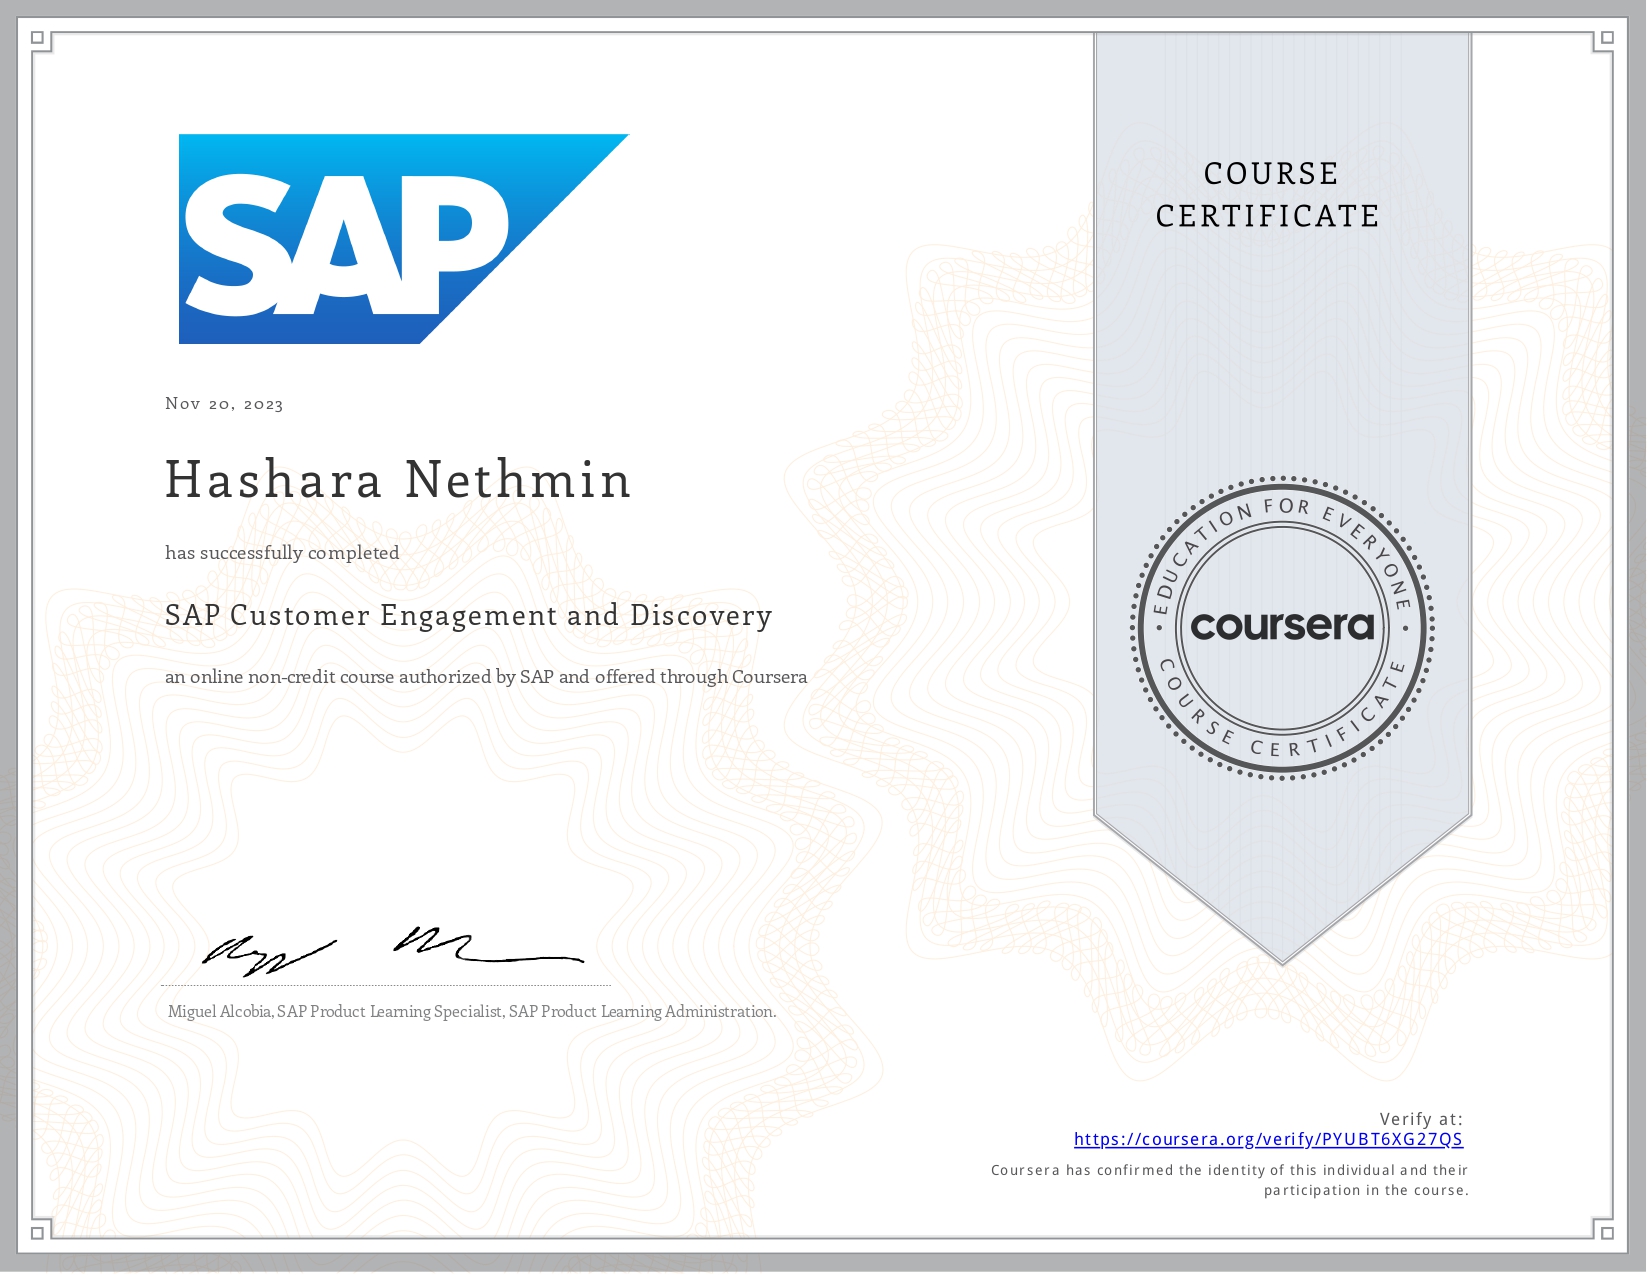 SAP
COURSE
CERTIFICATE
Nov 20, 2023
Hashara Nethmin
has successfully completed
SAP Customer Engagement and Discovery
an online non-credit course authorized by SAP and offered through Coursera
EDUCATION FOR EVERYONE
coursera
COURSE CERTIFICATE
Miguel Alcobia, SAP Product Learning Specialist, SAP Product Learning Administration.
Verify at:
https://coursera.org/verify/PYUBT6XG27QS
Coursera has confirmed the identity of this individual and their
participation in the course.